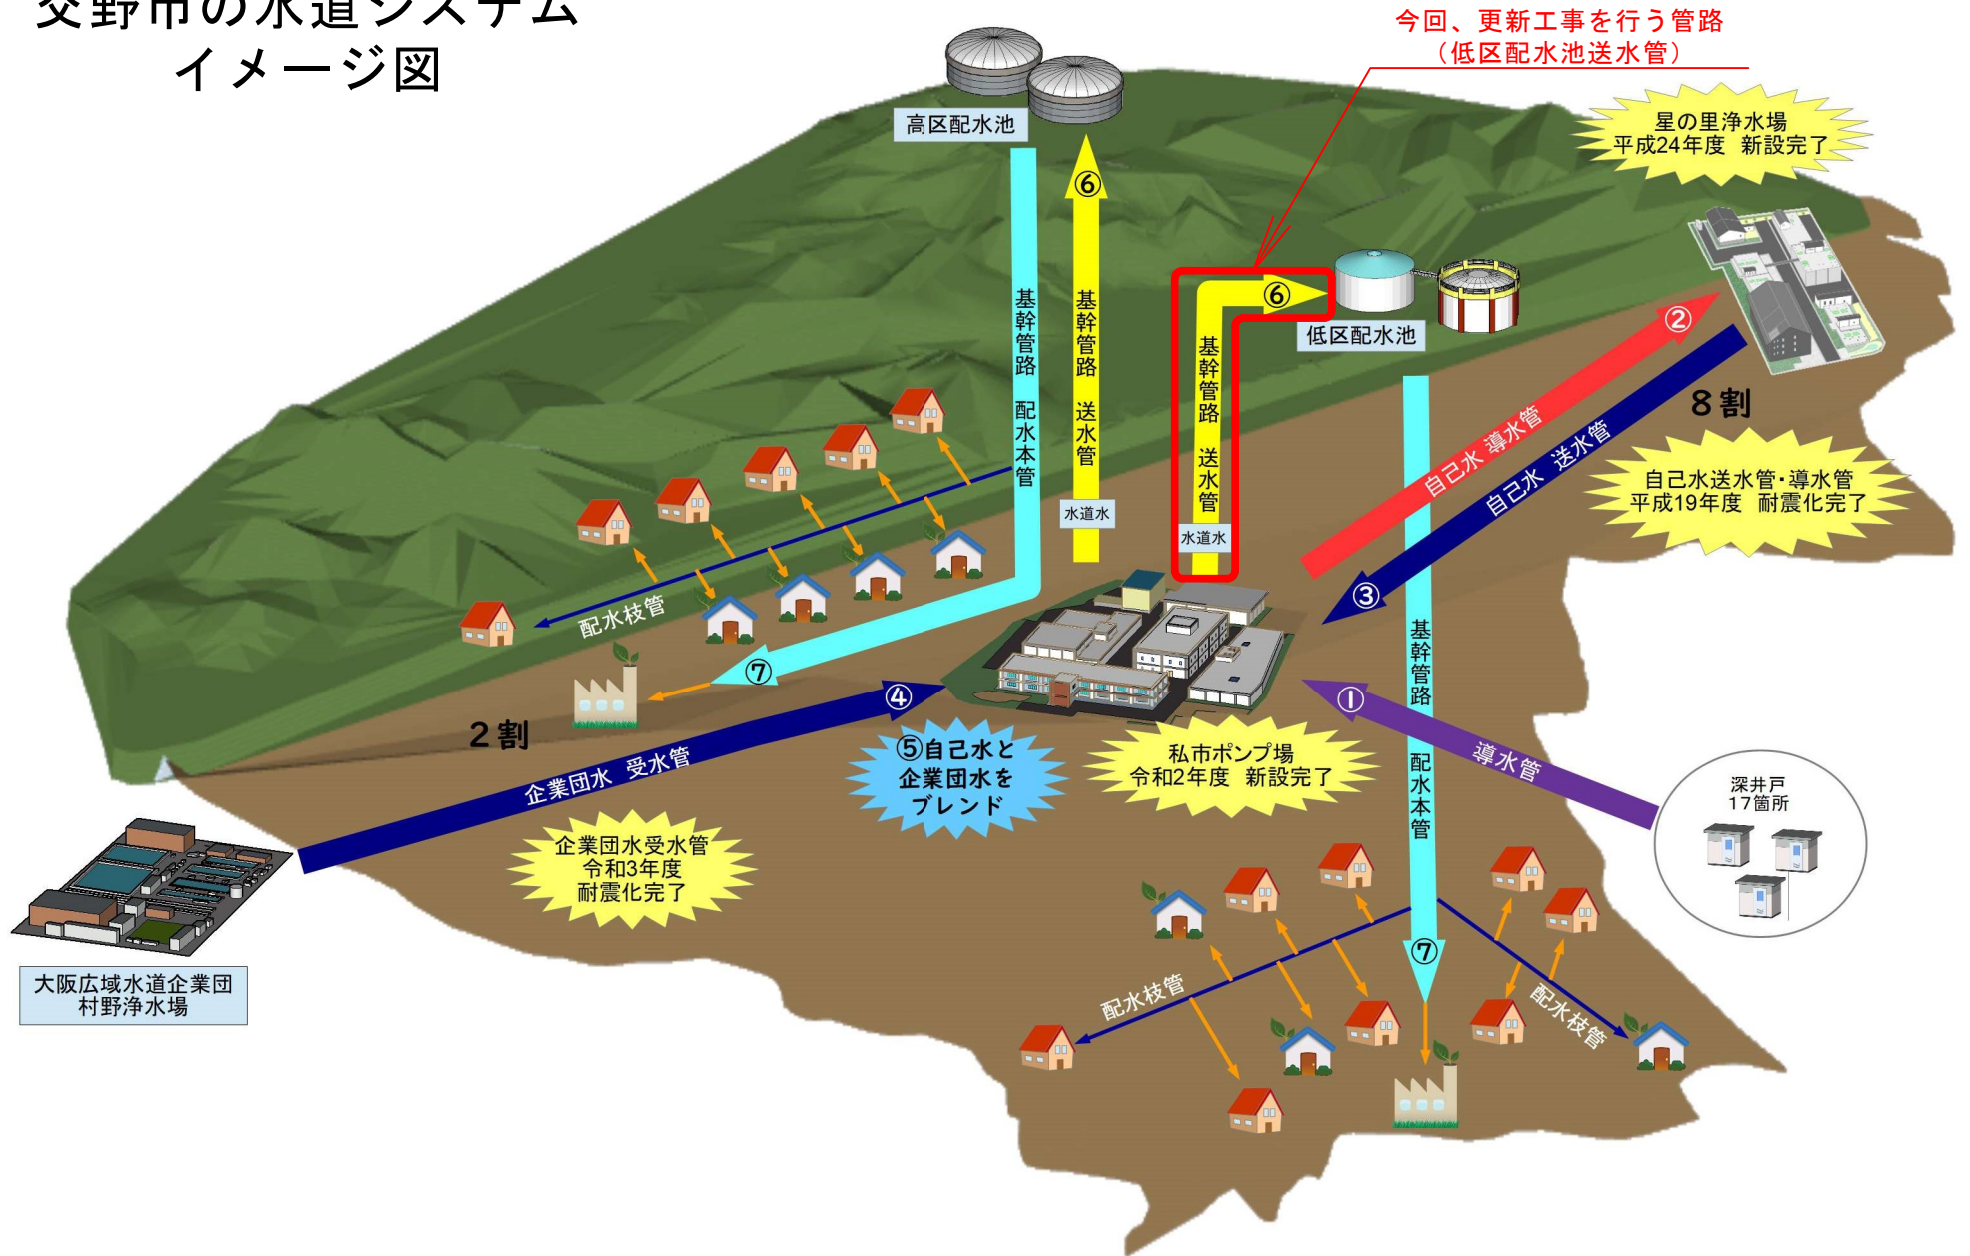 交野市の水道システム
イメージ図
今回、更新工事を行う管路
（低区配水池送水管）
高区配水池
星の里浄水場
平成24年度 新設完了
⑥
⑥
低区配水池
②
基幹管路 配水本管
基幹管路 送水管
基幹管路 送水管
水道水
水道水
自己水 導水管
自己水 送水管
8割
自己水送水管・導水管
平成19年度 耐震化完了
③
配水枝管
⑦
④
2割
企業団水 受水管
⑤自己水と
企業団水を
ブレンド
私市ポンプ場
令和2年度 新設完了
①
導水管
基幹管路 配水本管
深井戸
17箇所
企業団水受水管
令和3年度
耐震化完了
大阪広域水道企業団
村野浄水場
⑦
配水枝管
配水枝管